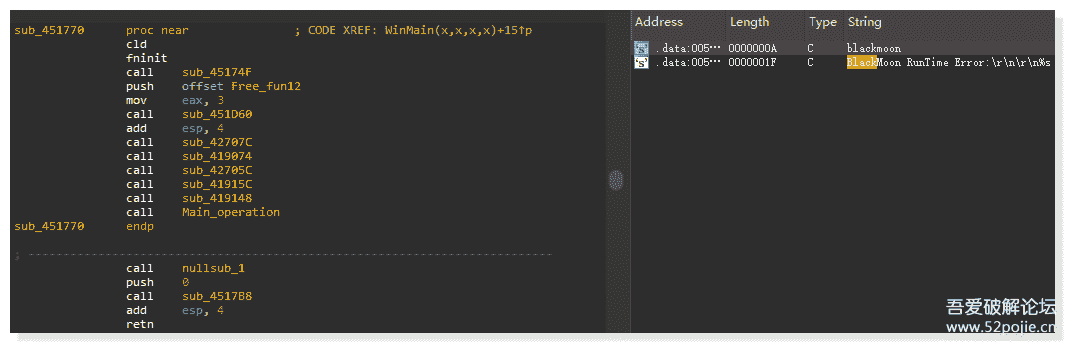 sub_451770 proc near ; CODE XREF: WinMain(x,x,x,x)+15↑p
cld
fninit
call sub_45174F
push offset Free_fun12
mov eax, 3
call sub_451D60
add esp, 4
call sub_42707C
call sub_419074
call sub_42705C
call sub_41915C
call sub_419148
call Main_operation
sub_451770 endp
; ---------------------------------------------------------------------------
call nullsub_1
push 0
call sub_4517B8
add esp, 4
retn
Address Length Type String
.data:005… 0000000A C blackmoon
.data:005… 0000001F C BlackMoon RunTime Error:\r\n\r\n%s
吾爱破解论坛
www.52pojie.cn